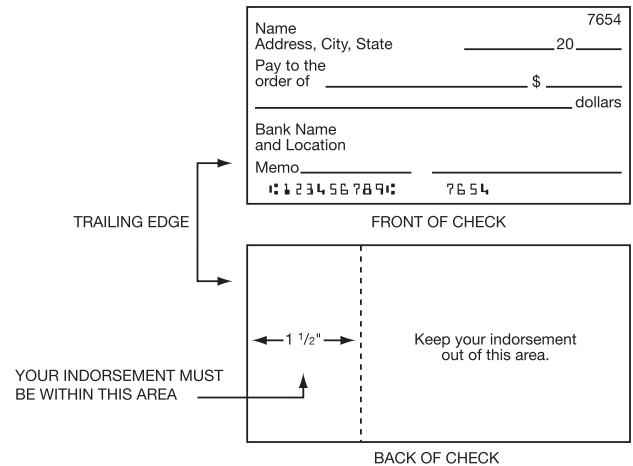 7654
Name
Address, City, State 20
Pay to the
order of $
dollars
Bank Name
and Location
Memo
⑆123456789⑆ 7654
TRAILING EDGE
FRONT OF CHECK
1 1/2"
Keep your indorsement
out of this area.
YOUR INDORSEMENT MUST
BE WITHIN THIS AREA
BACK OF CHECK